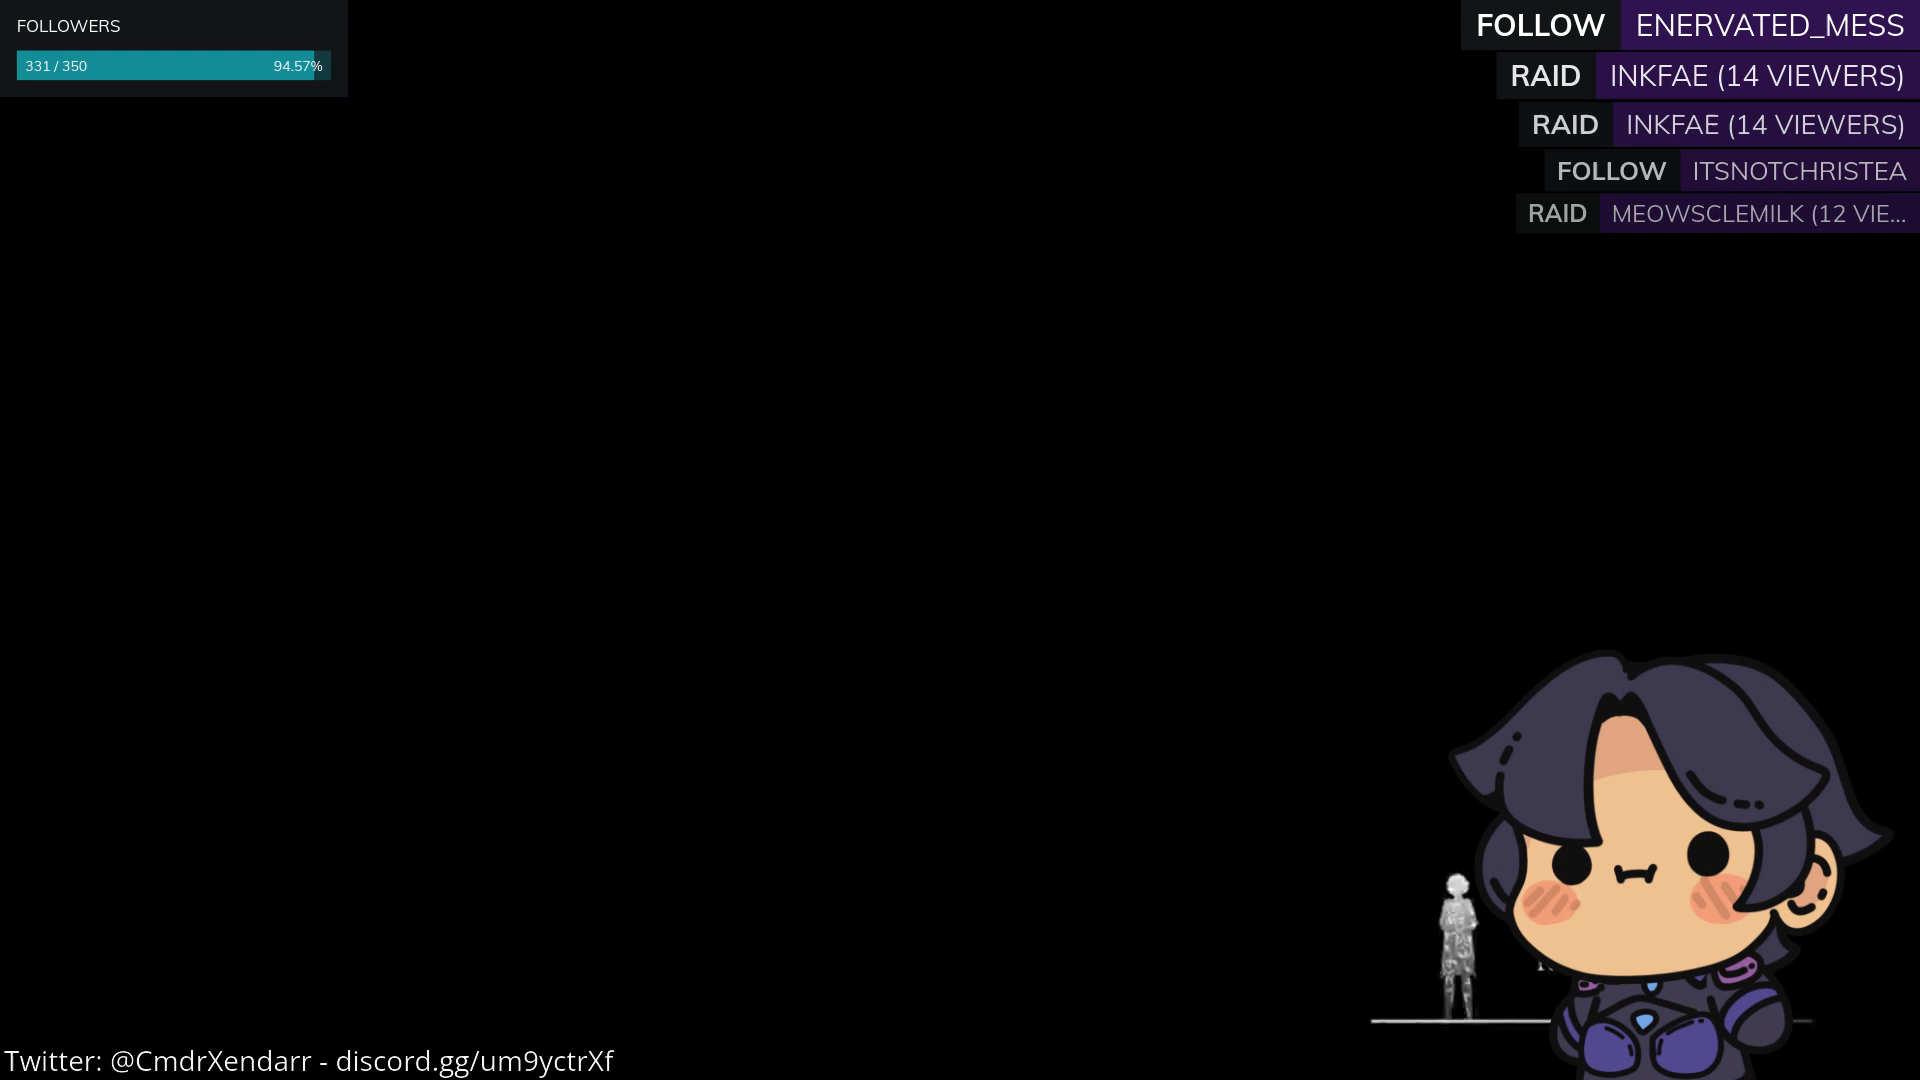 FOLLOWERS
331 / 350 94.57%
FOLLOW ENERVATED_MESS
RAID INKFAE (14 VIEWERS)
RAID INKFAE (14 VIEWERS)
FOLLOW ITSNOTCHRISTEA
RAID MEOWSCLEMILK (12 VIE...
Twitter: @CmdrXendarr - discord.gg/um9yctrXf